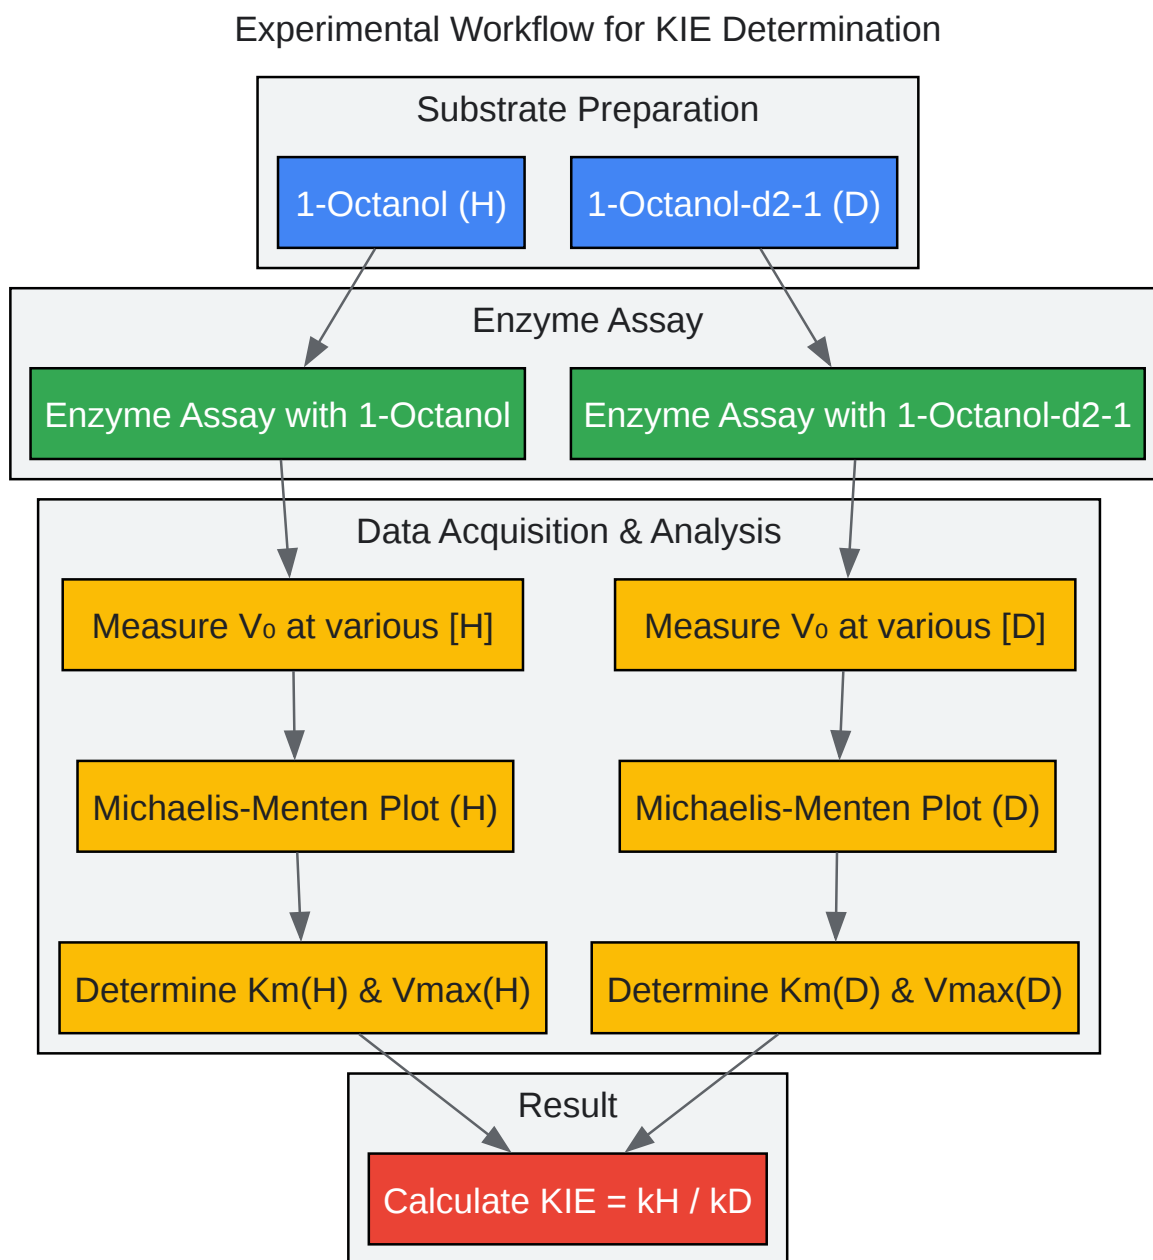 Experimental Workflow for KIE Determination
Substrate Preparation
1-Octanol (H)
1-Octanol-d2-1 (D)
Enzyme Assay
Enzyme Assay with 1-Octanol
Enzyme Assay with 1-Octanol-d2-1
Data Acquisition & Analysis
Measure V₀ at various [H]
Measure V₀ at various [D]
Michaelis-Menten Plot (H)
Michaelis-Menten Plot (D)
Determine Km(H) & Vmax(H)
Determine Km(D) & Vmax(D)
Result
Calculate KIE = kH / kD